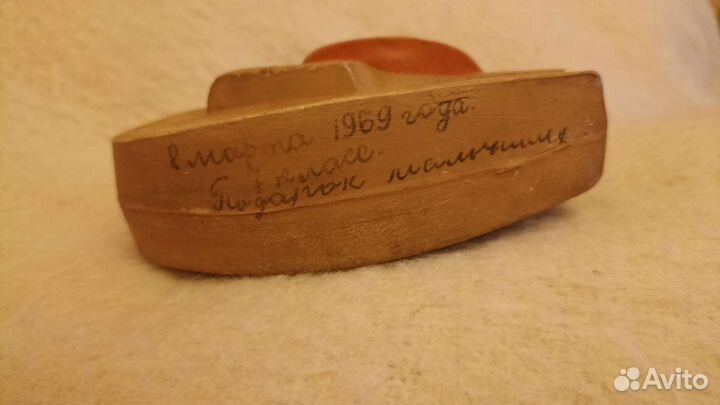 8 марта 1969 года.
7 класс.
Подарок мальчишек
Avito